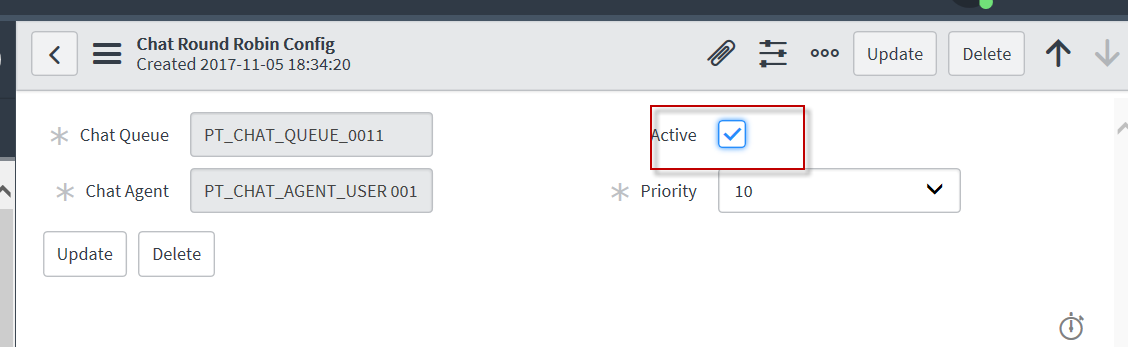 Chat Round Robin Config
Created 2017-11-05 18:34:20
Update
Delete
Chat Queue
PT_CHAT_QUEUE_0011
Active
Chat Agent
PT_CHAT_AGENT_USER 001
Priority
10
Update
Delete